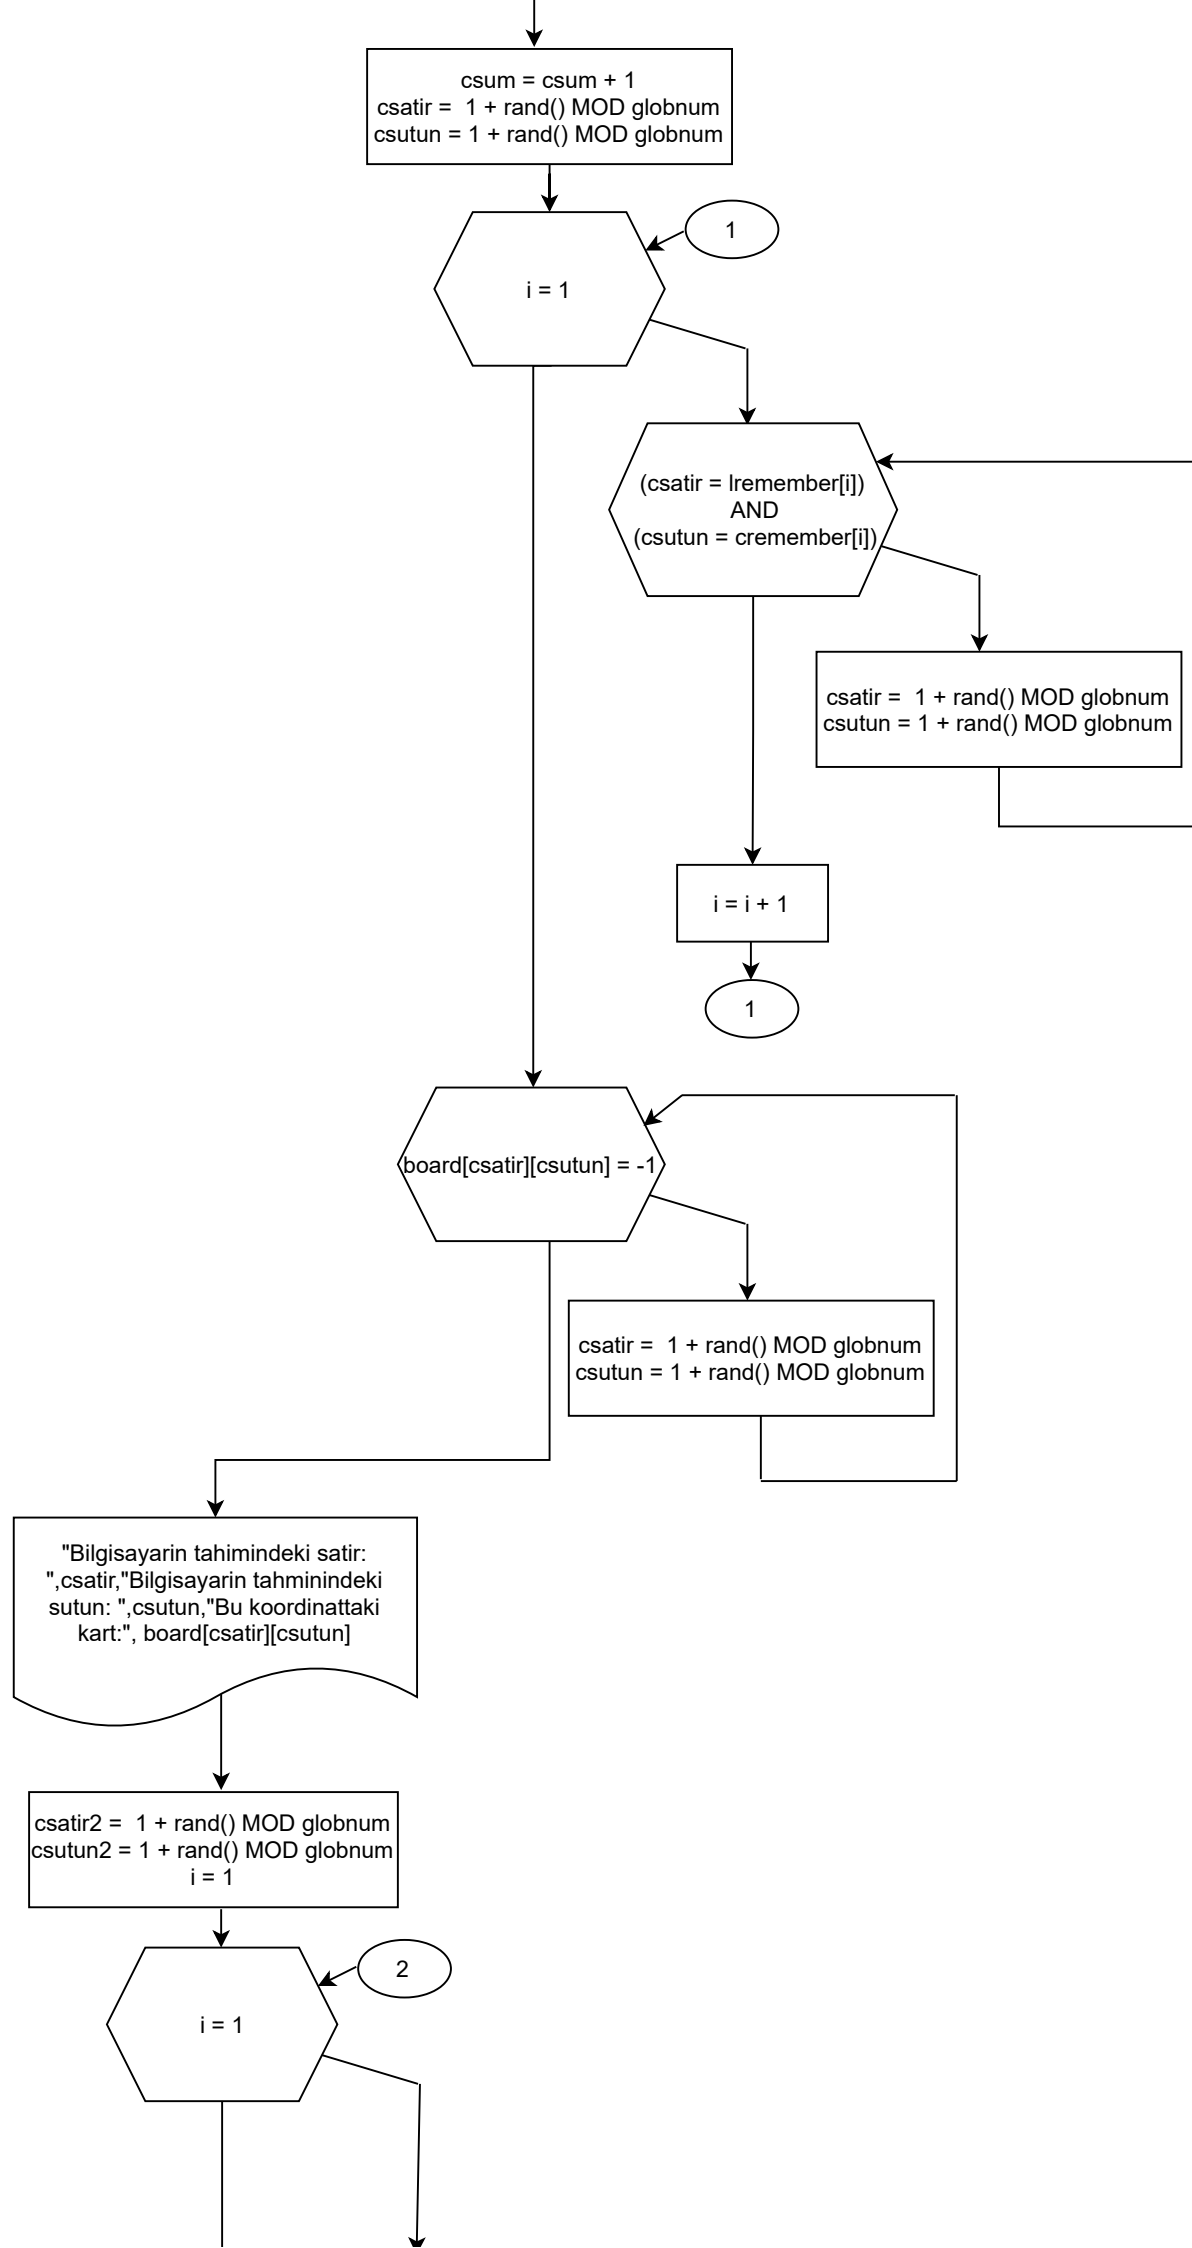 csum = csum + 1
csatir =  1 + rand() MOD globnum
csutun = 1 + rand() MOD globnum
1
i = 1
(csatir = lremember[i])
AND
(csutun = cremember[i])
csatir =  1 + rand() MOD globnum
csutun = 1 + rand() MOD globnum
i = i + 1
1
board[csatir][csutun] = -1
csatir =  1 + rand() MOD globnum
csutun = 1 + rand() MOD globnum
"Bilgisayarin tahimindeki satir:
",csatir,"Bilgisayarin tahminindeki
sutun: ",csutun,"Bu koordinattaki
kart:", board[csatir][csutun]
csatir2 =  1 + rand() MOD globnum
csutun2 = 1 + rand() MOD globnum
i = 1
2
i = 1